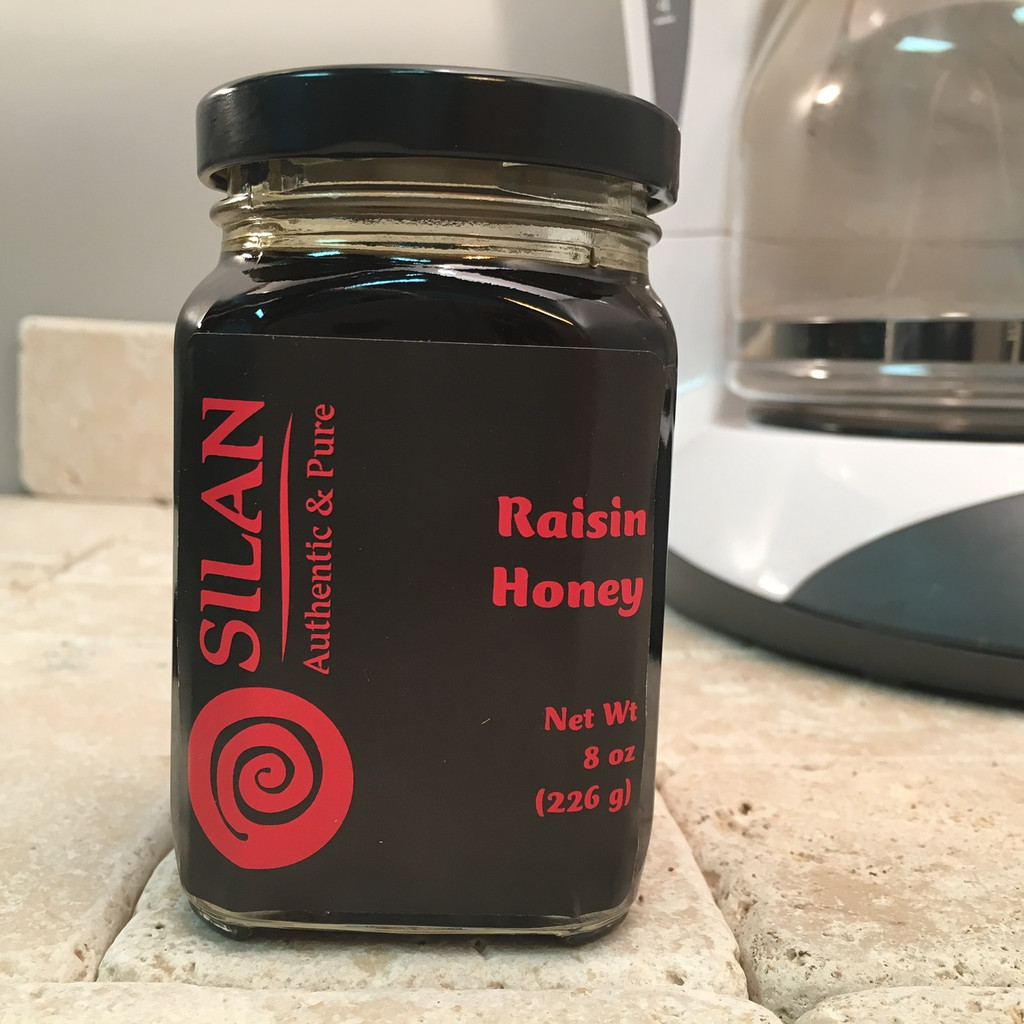 SILAN
Authentic & Pure
Raisin
Honey
Net Wt
8 oz
(226 g)